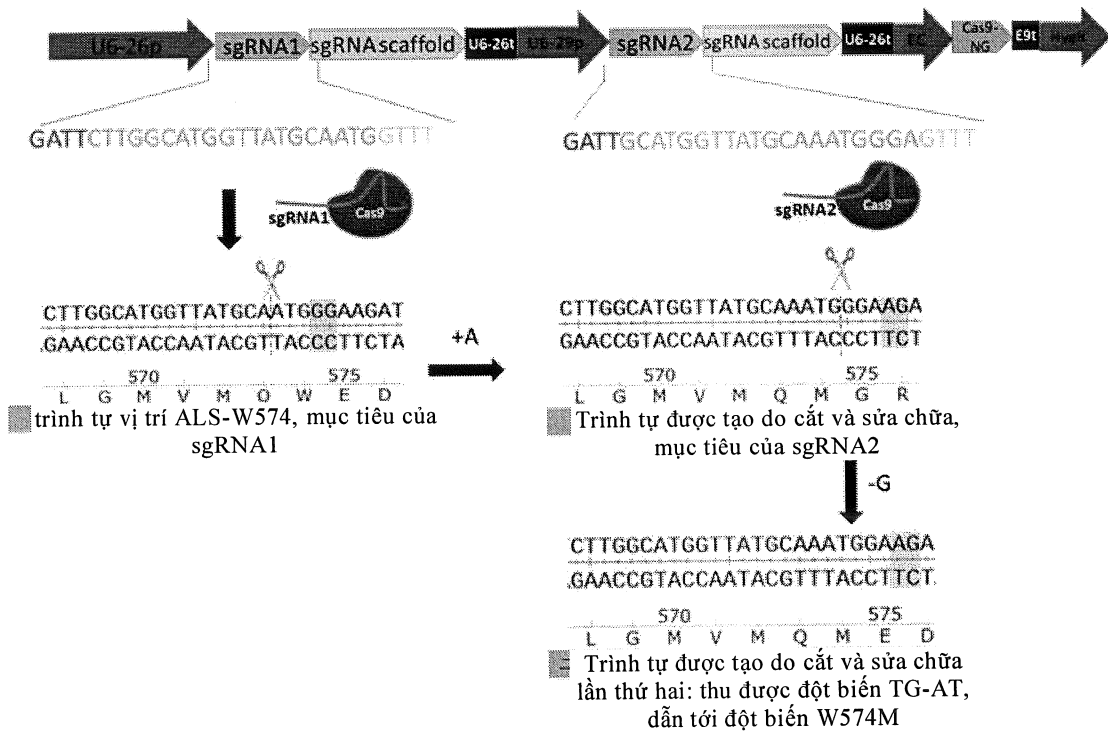 U6-26p sgRNA1 sgRNA scaffold U6-26t U6-29p sgRNA2 sgRNA scaffold U6-26t EC Cas9-NG E9t
GATTCTTGGCATGGTTATGCAATGGTTT
GATTGCATGGTTATGCAAATGGGAGTTT
sgRNA1 Cas9
sgRNA2 Cas9
CTTGGCATGGTTATGCAATGGGAAGAT
GAACCGTACCAATACGTTACCCTTCTA
570 575
L G M V M Q W E D
+A
CTTGGCATGGTTATGCAAATGGGAAGA
GAACCGTACCAATACGTTTACCCTTCT
570 575
L G M V M Q M G R
trình tự vị trí ALS-W574, mục tiêu của
sgRNA1
Trình tự được tạo do cắt và sửa chữa,
mục tiêu của sgRNA2
-G
CTTGGCATGGTTATGCAAATGGAAGA
GAACCGTACCAATACGTTTACCTTCT
570 575
L G M V M Q M E D
Trình tự được tạo do cắt và sửa chữa
lần thứ hai: thu được đột biến TG-AT,
dẫn tới đột biến W574M